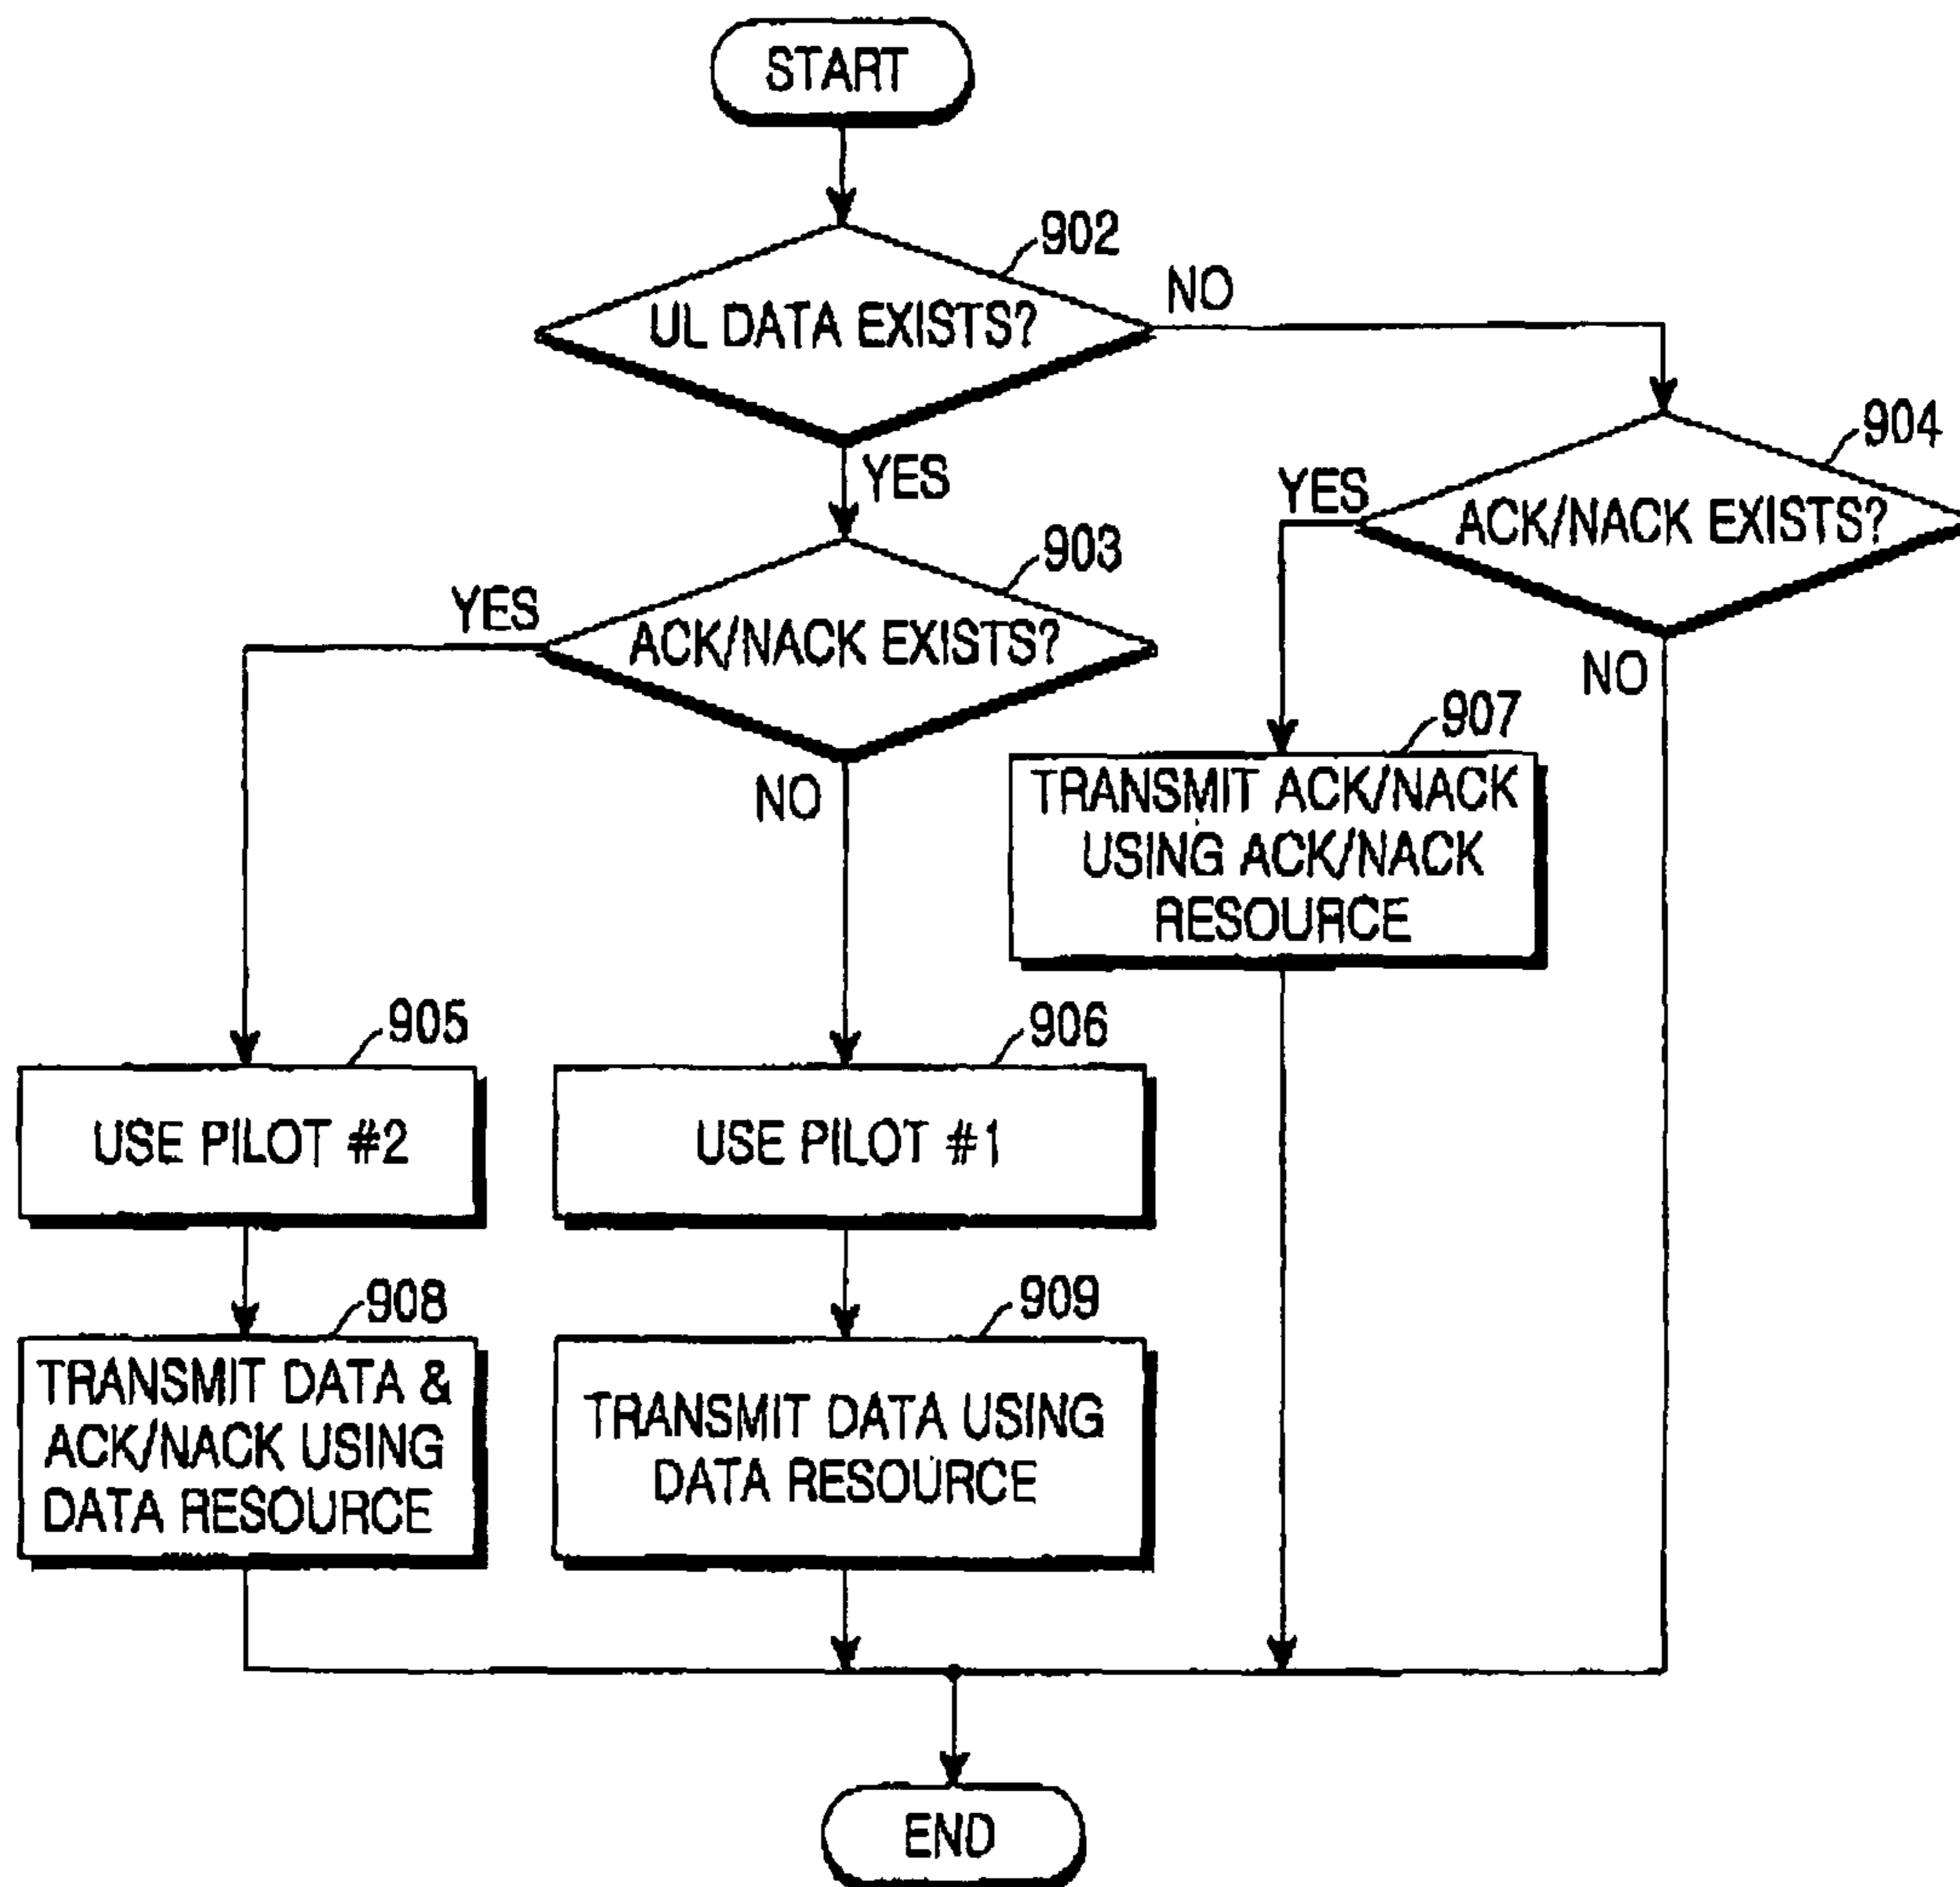 START
902
UL DATA EXISTS?
NO
904
YES
YES
ACK/NACK EXISTS?
903
YES
ACK/NACK EXISTS?
NO
907
NO
TRANSMIT ACK/NACK
USING ACK/NACK
RESOURCE
905
906
USE PILOT #2
USE PILOT #1
908
909
TRANSMIT DATA &
ACK/NACK USING
DATA RESOURCE
TRANSMIT DATA USING
DATA RESOURCE
END